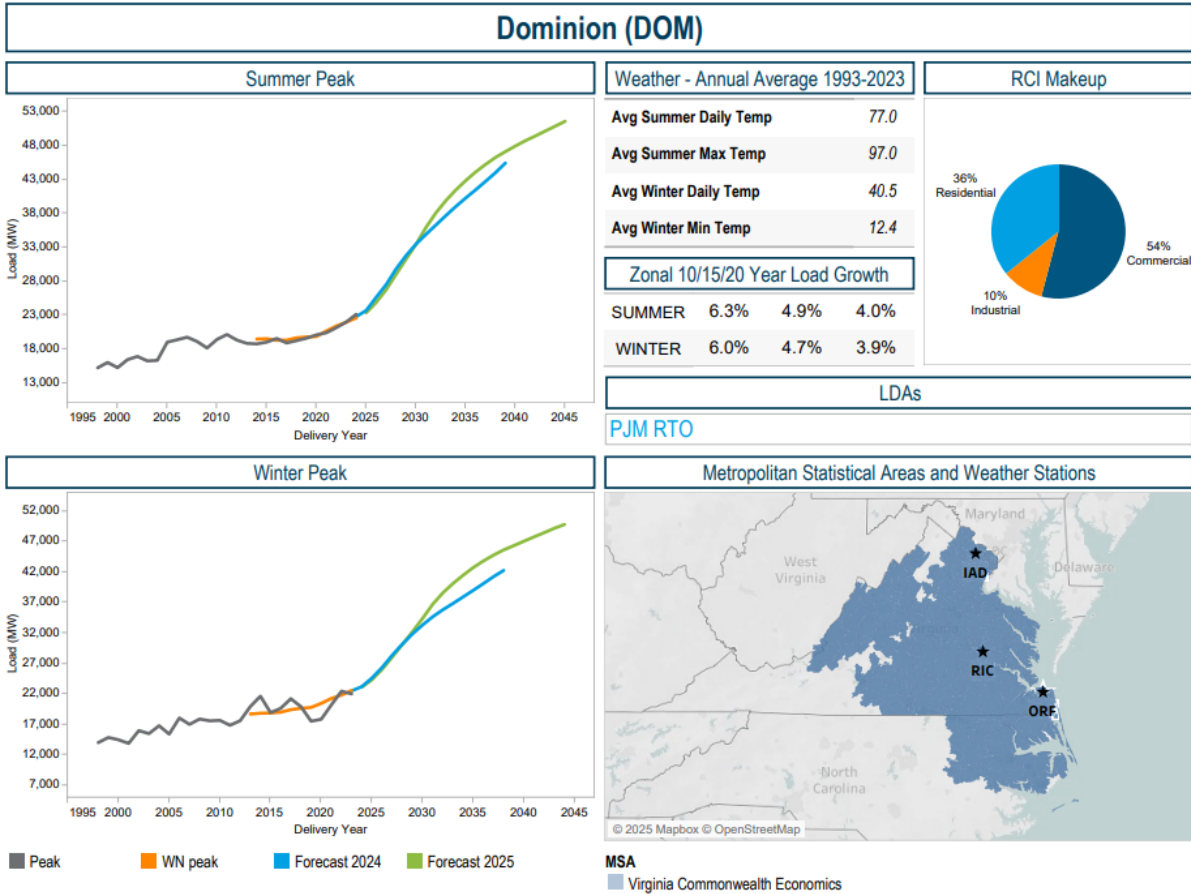 Dominion (DOM)
Summer Peak
53,000
48,000
43,000
38,000
33,000
28,000
23,000
18,000
13,000
Load (MW)
1995 2000 2005 2010 2015 2020 2025 2030 2035 2040 2045
Delivery Year
Weather - Annual Average 1993-2023
Avg Summer Daily Temp 77.0
Avg Summer Max Temp 97.0
Avg Winter Daily Temp 40.5
Avg Winter Min Temp 12.4
Zonal 10/15/20 Year Load Growth
SUMMER 6.3% 4.9% 4.0%
WINTER 6.0% 4.7% 3.9%
RCI Makeup
36%
Residential
54%
Commercial
10%
Industrial
LDAs
PJM RTO
Winter Peak
52,000
47,000
42,000
37,000
32,000
27,000
22,000
17,000
12,000
7,000
Load (MW)
1995 2000 2005 2010 2015 2020 2025 2030 2035 2040 2045
Delivery Year
Peak WN peak Forecast 2024 Forecast 2025
Metropolitan Statistical Areas and Weather Stations
Maryland
West
Virginia
Delaware
IAD
RIC
ORF
North
Carolina
© 2025 Mapbox © OpenStreetMap
MSA
Virginia Commonwealth Economics